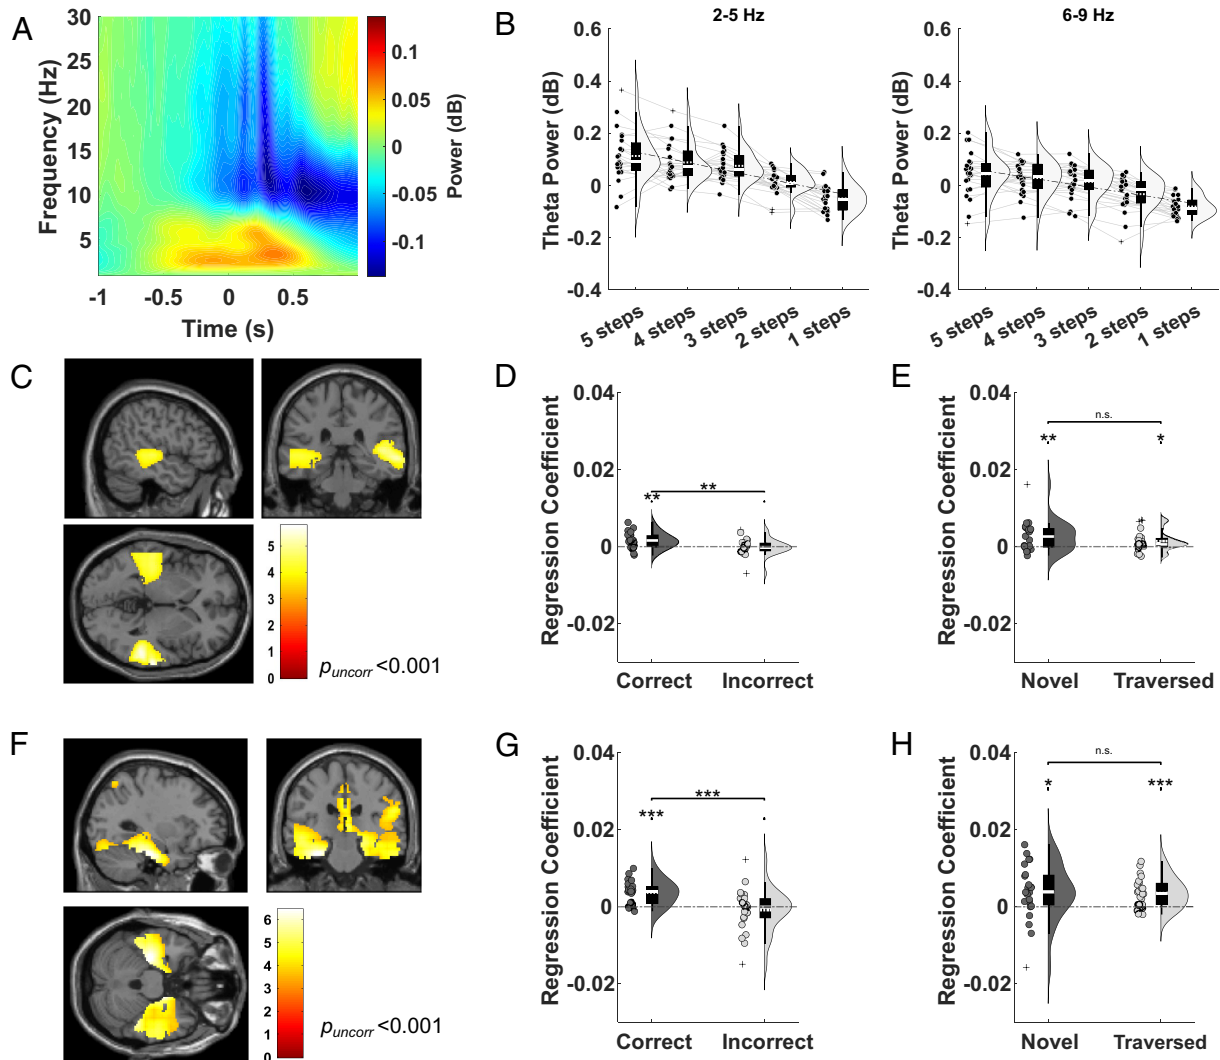 A
Frequency (Hz)
30
25
20
15
10
5
-1
-0.5
0
0.5
Time (s)
0.1
0.05
0
-0.05
-0.1
Power (dB)
B
2-5 Hz
Theta Power (dB)
0.6
0.4
0.2
0
-0.2
-0.4
5 steps
4 steps
3 steps
2 steps
1 steps
6-9 Hz
Theta Power (dB)
0.6
0.4
0.2
0
-0.2
-0.4
5 steps
4 steps
3 steps
2 steps
1 steps
C
5
4
3
2
1
0
puncorr <0.001
D
Regression Coefficient
0.04
0.02
0
-0.02
**
**
Correct
Incorrect
E
Regression Coefficient
0.04
0.02
0
-0.02
n.s.
**
*
Novel
Traversed
F
6
5
4
3
2
1
0
puncorr <0.001
G
Regression Coefficient
0.04
0.02
0
-0.02
***
***
Correct
Incorrect
H
Regression Coefficient
0.04
0.02
0
-0.02
n.s.
*
***
Novel
Traversed